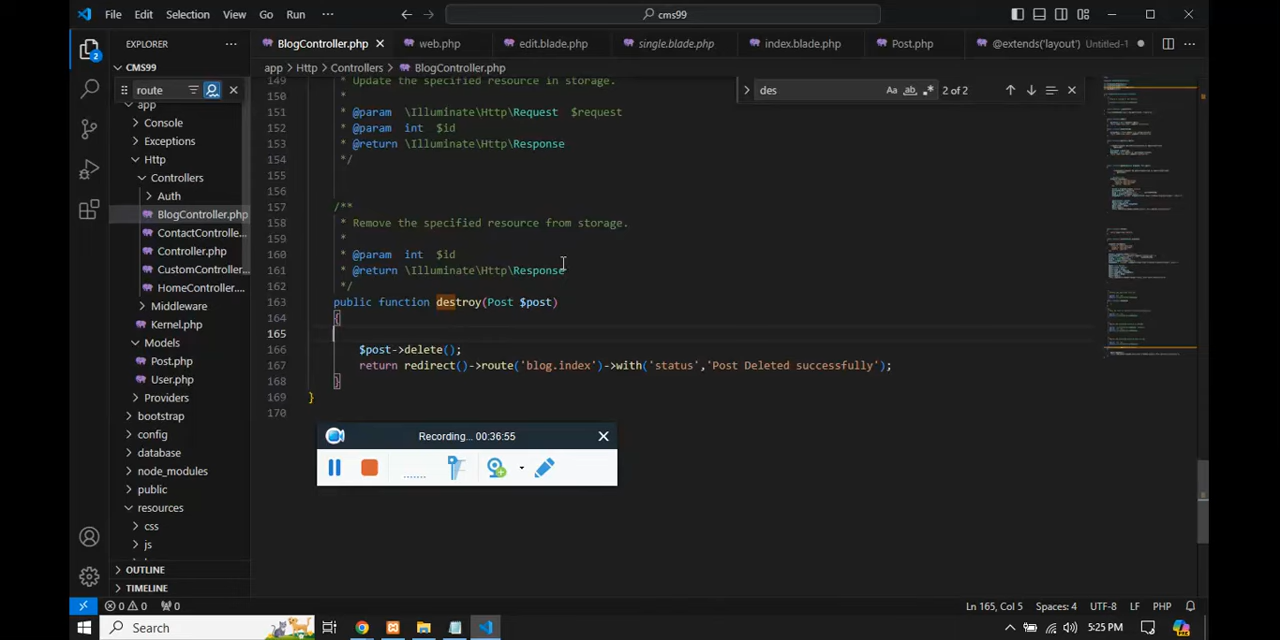 File Edit Selection View Go Run ··· cms99
EXPLORER ··· BlogController.php web.php edit.blade.php single.blade.php index.blade.php Post.php @extends('layout') Untitled-1
CMS99 app > Http > Controllers > BlogController.php
route
des Aa ab 2 of 2
app
Console
Exceptions
Http
Controllers
Auth
BlogController.php
ContactControlle...
Controller.php
CustomController...
HomeController....
Middleware
Kernel.php
Models
Post.php
User.php
Providers
bootstrap
config
database
node_modules
public
resources
css
js
OUTLINE
TIMELINE
149 * Update the specified resource in storage.
150 *
151 * @param \Illuminate\Http\Request $request
152 * @param int $id
153 * @return \Illuminate\Http\Response
154 */
155
156
157 /**
158 * Remove the specified resource from storage.
159 *
160 * @param int $id
161 * @return \Illuminate\Http\Response
162 */
163 public function destroy(Post $post)
164 {
165
166 $post->delete();
167 return redirect()->route('blog.index')->with('status','Post Deleted successfully');
168 }
169 }
170
Recording... 00:36:55
0 0 0 Ln 165, Col 5 Spaces: 4 UTF-8 LF PHP
Search 5:25 PM